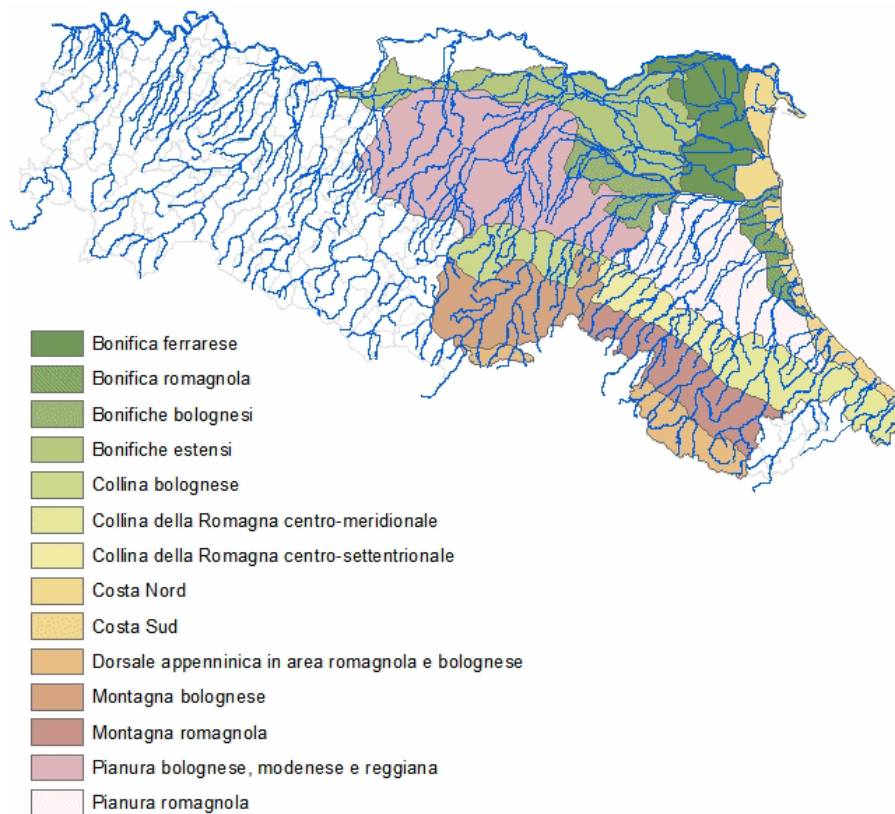 Bonifica ferrarese
Bonifica romagnola
Bonifiche bolognesi
Bonifiche estensi
Collina bolognese
Collina della Romagna centro-meridionale
Collina della Romagna centro-settentrionale
Costa Nord
Costa Sud
Dorsale appenninica in area romagnola e bolognese
Montagna bolognese
Montagna romagnola
Pianura bolognese, modenese e reggiana
Pianura romagnola